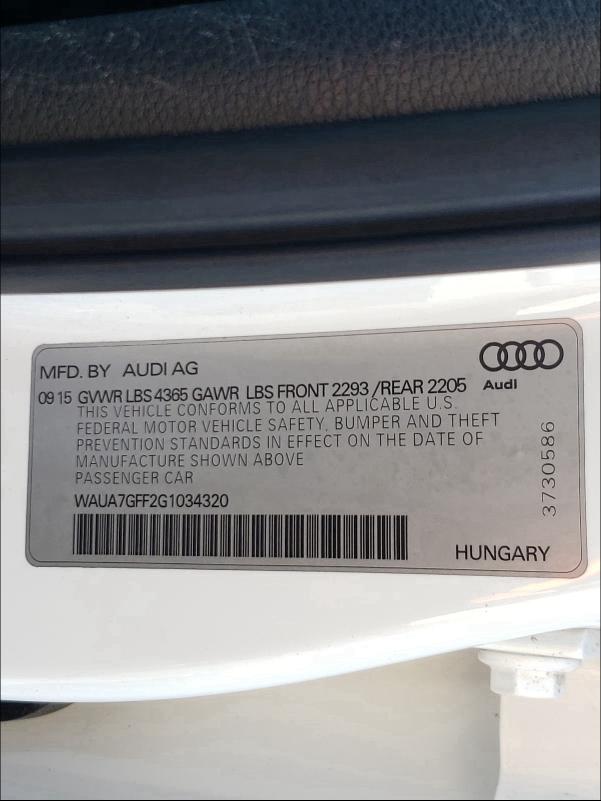 MFD. BY AUDI AG
Audi
09 15 GVWR LBS 4365 GAWR LBS FRONT 2293 /REAR 2205
THIS VEHICLE CONFORMS TO ALL APPLICABLE U.S.
FEDERAL MOTOR VEHICLE SAFETY, BUMPER AND THEFT
PREVENTION STANDARDS IN EFFECT ON THE DATE OF
MANUFACTURE SHOWN ABOVE
PASSENGER CAR
WAUA7GFF2G1034320
HUNGARY
3730586